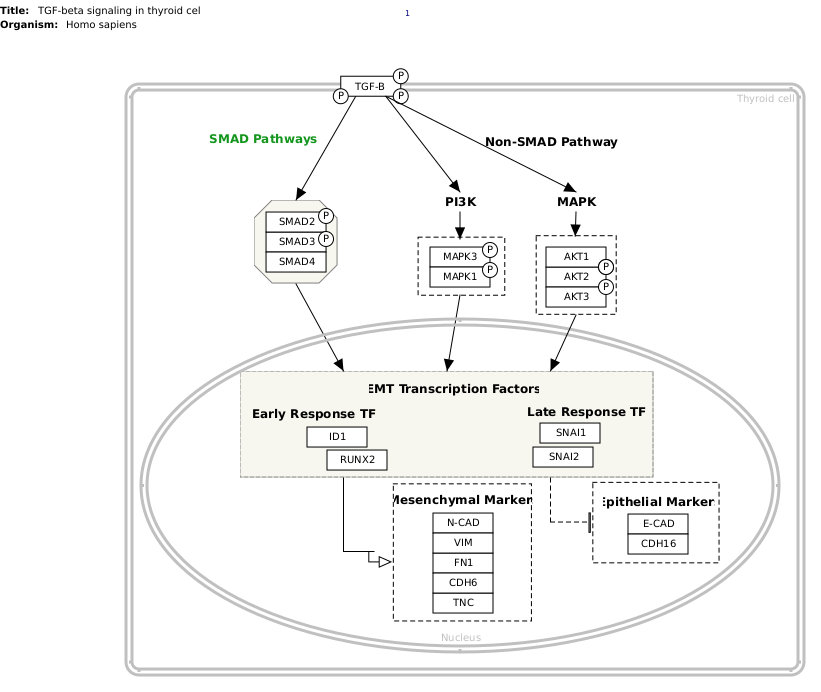 Title: TGF-beta signaling in thyroid cel
1
Organism: Homo sapiens
TGF-B
P
P
P
Thyroid cell
SMAD Pathways
Non-SMAD Pathway
PI3K
MAPK
SMAD2
P
SMAD3
P
SMAD4
MAPK3
P
MAPK1
P
AKT1
AKT2
P
AKT3
P
EMT Transcription Factors
Early Response TF
Late Response TF
ID1
SNAI1
RUNX2
SNAI2
Mesenchymal Marker
Epithelial Marker
N-CAD
E-CAD
VIM
CDH16
FN1
CDH6
TNC
Nucleus